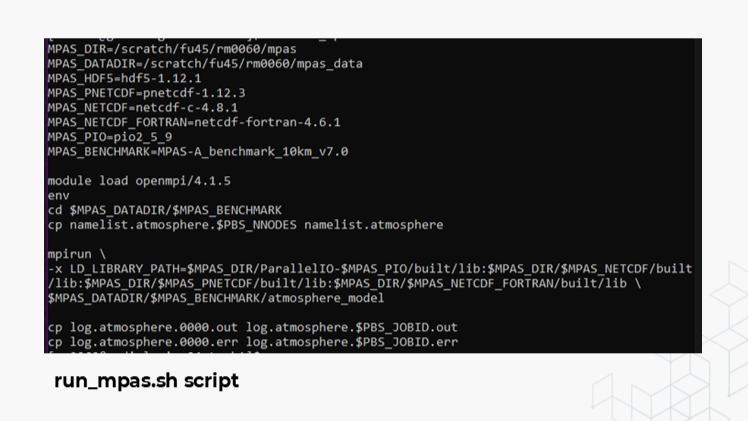 MPAS_DIR=/scratch/fu45/rm0060/mpas
MPAS_DATADIR=/scratch/fu45/rm0060/mpas_data
MPAS_HDF5=hdf5-1.12.1
MPAS_PNETCDF=pnetcdf-1.12.3
MPAS_NETCDF=netcdf-c-4.8.1
MPAS_NETCDF_FORTRAN=netcdf-fortran-4.6.1
MPAS_PIO=pio2_5_9
MPAS_BENCHMARK=MPAS-A_benchmark_10km_v7.0
module load openmpi/4.1.5
env
cd $MPAS_DATADIR/$MPAS_BENCHMARK
cp namelist.atmosphere.$PBS_NNODES namelist.atmosphere
mpirun \
-x LD_LIBRARY_PATH=$MPAS_DIR/ParallelIO-$MPAS_PIO/built/lib:$MPAS_DIR/$MPAS_NETCDF/built
/lib:$MPAS_DIR/$MPAS_PNETCDF/built/lib:$MPAS_DIR/$MPAS_NETCDF_FORTRAN/built/lib \
$MPAS_DATADIR/$MPAS_BENCHMARK/atmosphere_model
cp log.atmosphere.0000.out log.atmosphere.$PBS_JOBID.out
cp log.atmosphere.0000.err log.atmosphere.$PBS_JOBID.err
run_mpas.sh script